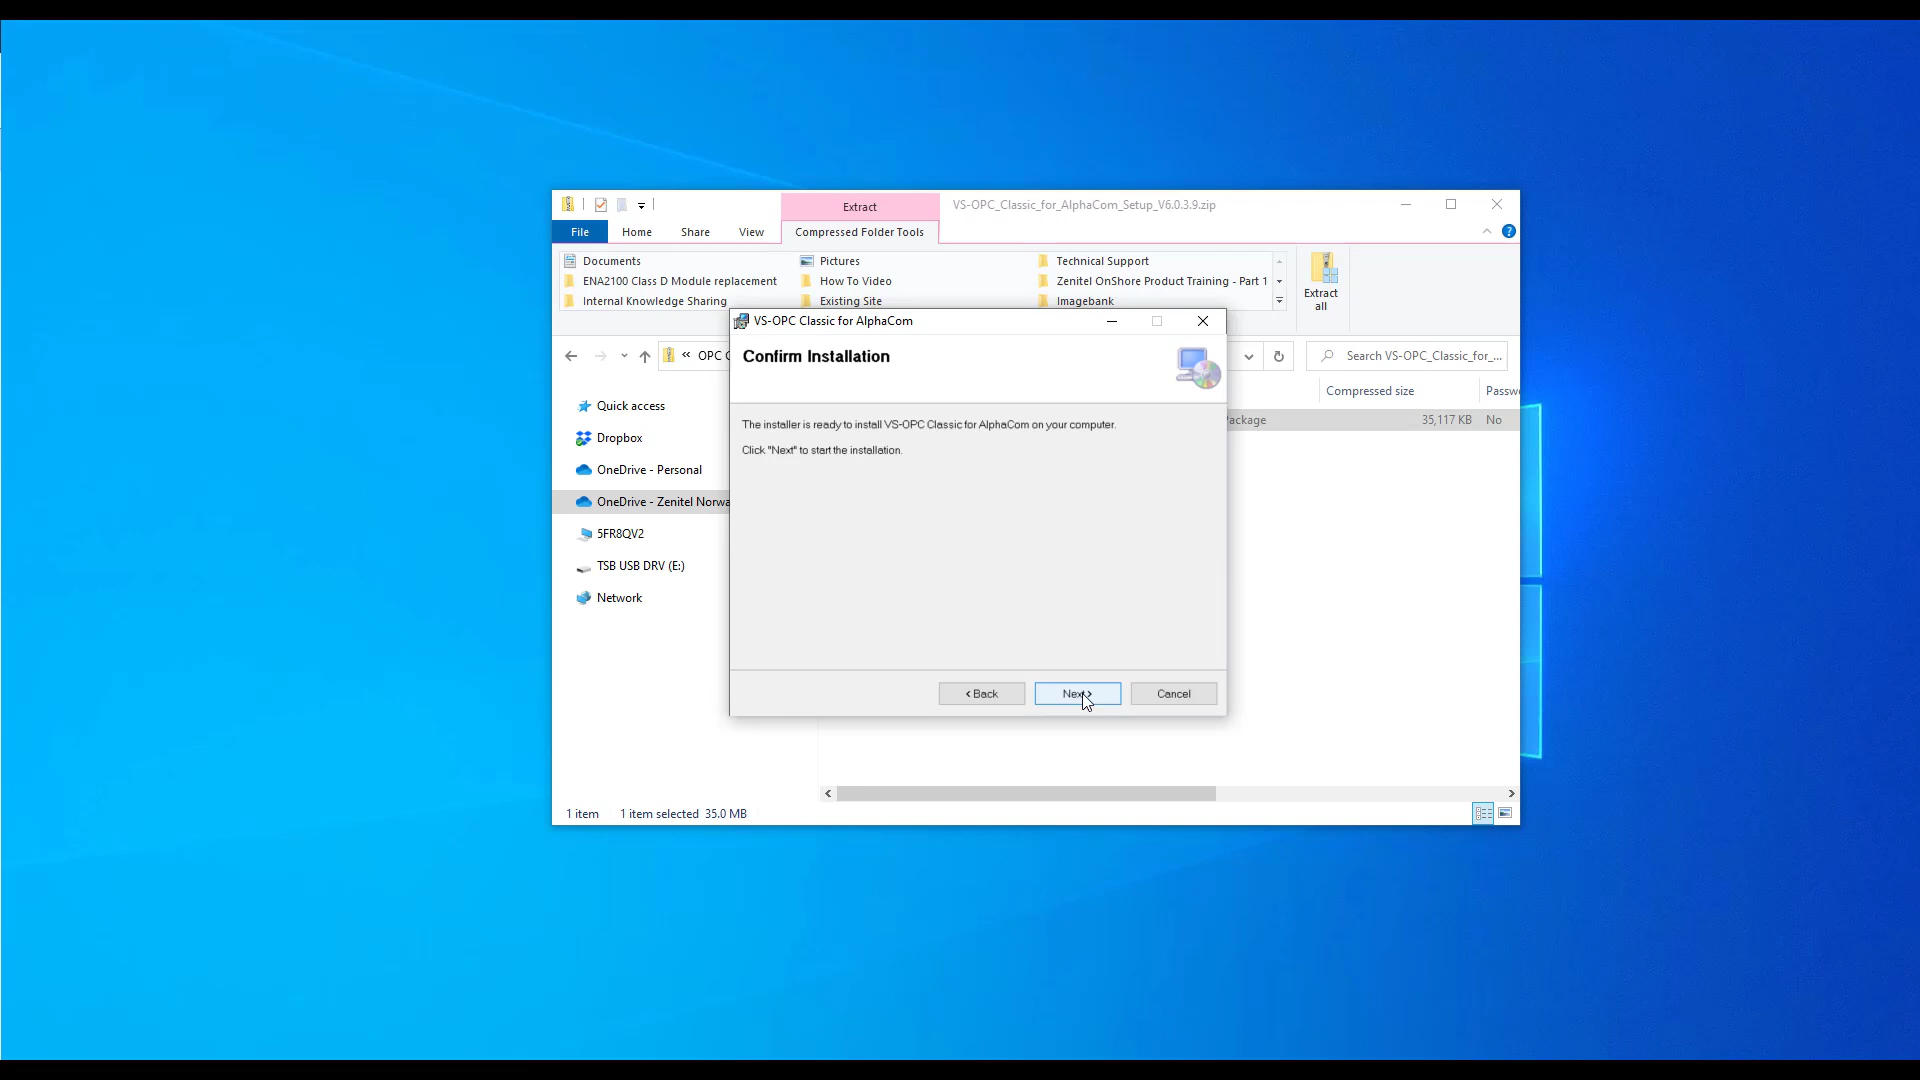 Extract
VS-OPC_Classic_for_AlphaCom_Setup_V6.0.3.9.zip
File
Home
Share
View
Compressed Folder Tools
Documents
Pictures
Technical Support
ENA2100 Class D Module replacement
How To Video
Zenitel OnShore Product Training - Part 1
Internal Knowledge Sharing
Existing Site
Imagebank
Extract
all
VS-OPC Classic for AlphaCom
« OPC
Search VS-OPC_Classic_for_...
Confirm Installation
Compressed size
Quick access
35,117 KB
No
Dropbox
OneDrive - Personal
OneDrive - Zenitel
5FR8QV2
TSB USB DRV (E:)
Network
The installer is ready to install VS-OPC Classic for AlphaCom on your computer.
Click "Next" to start the installation.
< Back
Next >
Cancel
1 item
1 item selected 35.0 MB